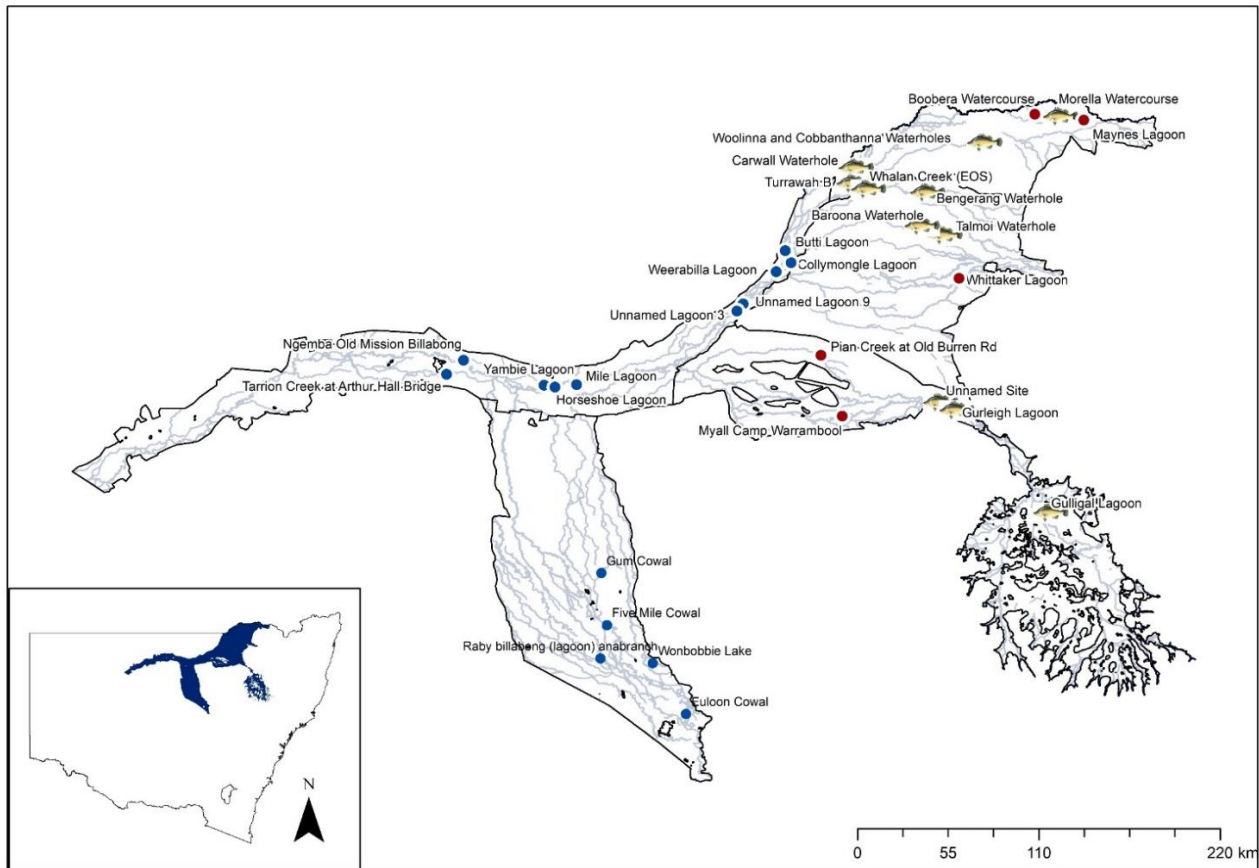 Boobera Watercourse
Morella Watercourse
Maynes Lagoon
Woolinna and Cobbanthanna Waterholes
Carwall Waterhole
Whalan Creek (EOS)
Turrawah B
Bengerang Waterhole
Baroona Waterhole
Talmoi Waterhole
Butti Lagoon
Collymongle Lagoon
Weerabilla Lagoon
Whittaker Lagoon
Unnamed Lagoon 9
Unnamed Lagoon 3
Ngemba Old Mission Billabong
Pian Creek at Old Burren Rd
Yambie Lagoon
Mile Lagoon
Tarrion Creek at Arthur Hall Bridge
Horseshoe Lagoon
Unnamed Site
Gurleigh Lagoon
Myall Camp Warrambool
Gulligal Lagoon
Gum Cowal
Five Mile Cowal
Raby billabong (lagoon) anabranch
Wonbobbie Lake
Euloon Cowal
N
0 55 110 220 km